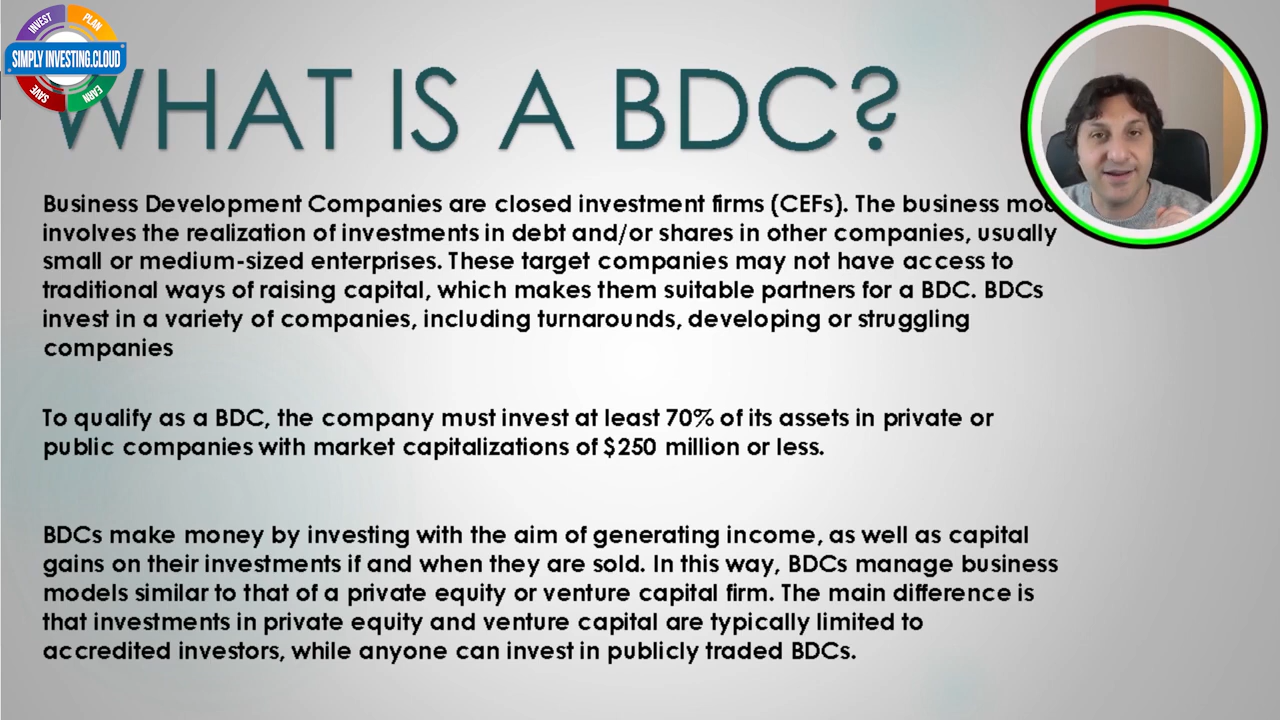 INVEST
PLAN
SIMPLY INVESTING.CLOUD
SAVE
EARN
WHAT IS A BDC?
Business Development Companies are closed investment firms (CEFs). The business
involves the realization of investments in debt and/or shares in other companies, usually
small or medium-sized enterprises. These target companies may not have access to
traditional ways of raising capital, which makes them suitable partners for a BDC. BDCs
invest in a variety of companies, including turnarounds, developing or struggling
companies
To qualify as a BDC, the company must invest at least 70% of its assets in private or
public companies with market capitalizations of $250 million or less.
BDCs make money by investing with the aim of generating income, as well as capital
gains on their investments if and when they are sold. In this way, BDCs manage business
models similar to that of a private equity or venture capital firm. The main difference is
that investments in private equity and venture capital are typically limited to
accredited investors, while anyone can invest in publicly traded BDCs.